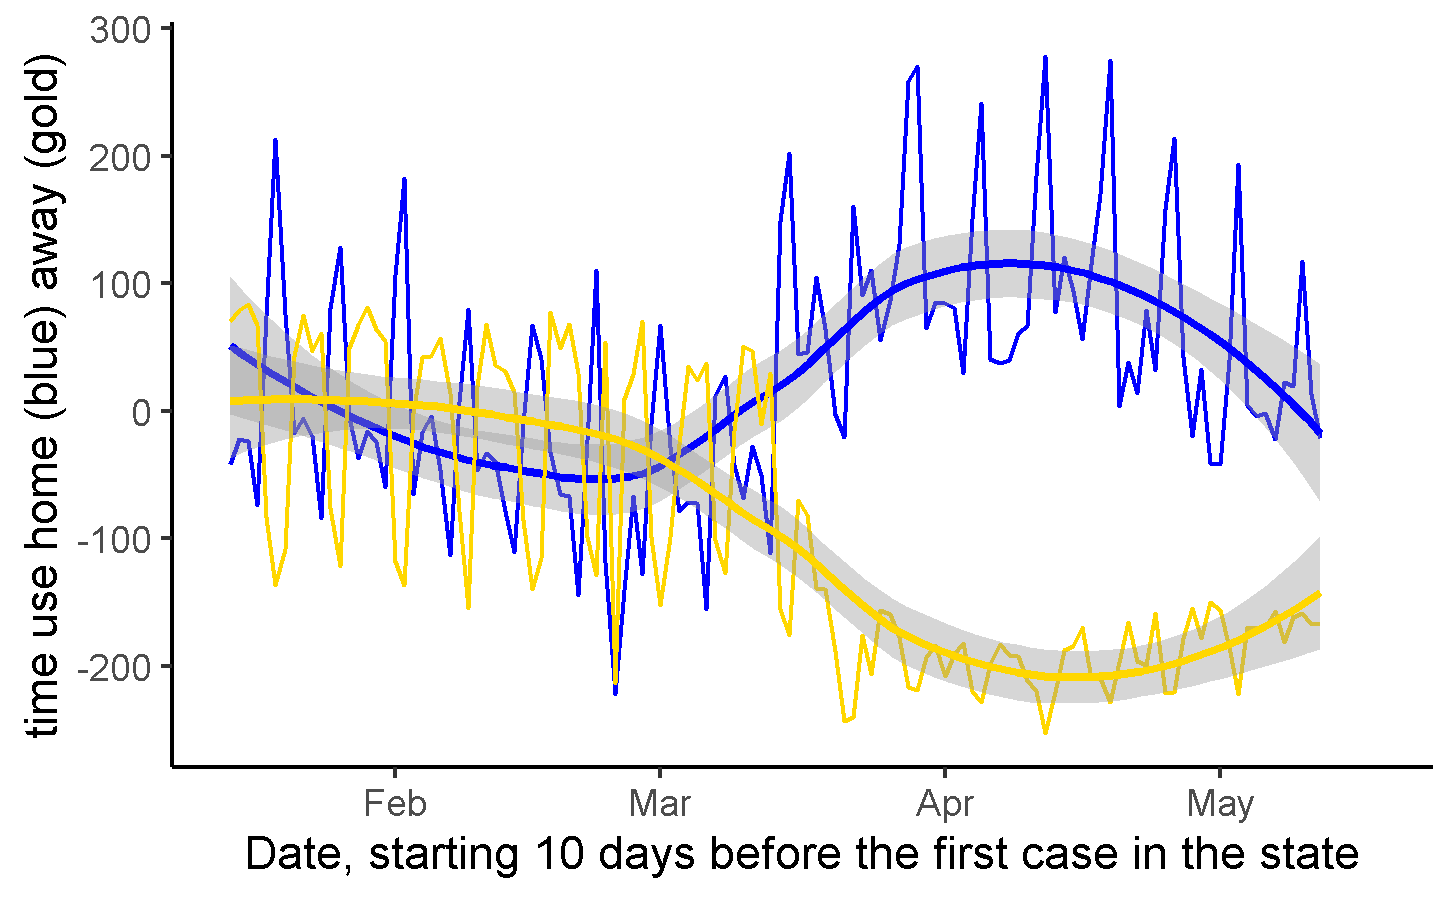 time use home (blue) away (gold)
300
200
100
0
-100
-200
Feb Mar Apr May
Date, starting 10 days before the first case in the state